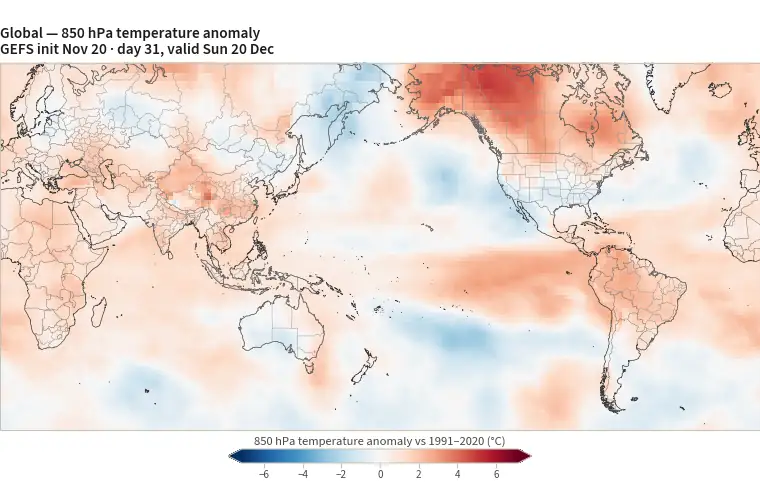 Global — 850 hPa temperature anomaly
GEFS init Nov 20 · day 31, valid Sun 20 Dec
850 hPa temperature anomaly vs 1991–2020 (°C)
−6 −4 −2 0 2 4 6